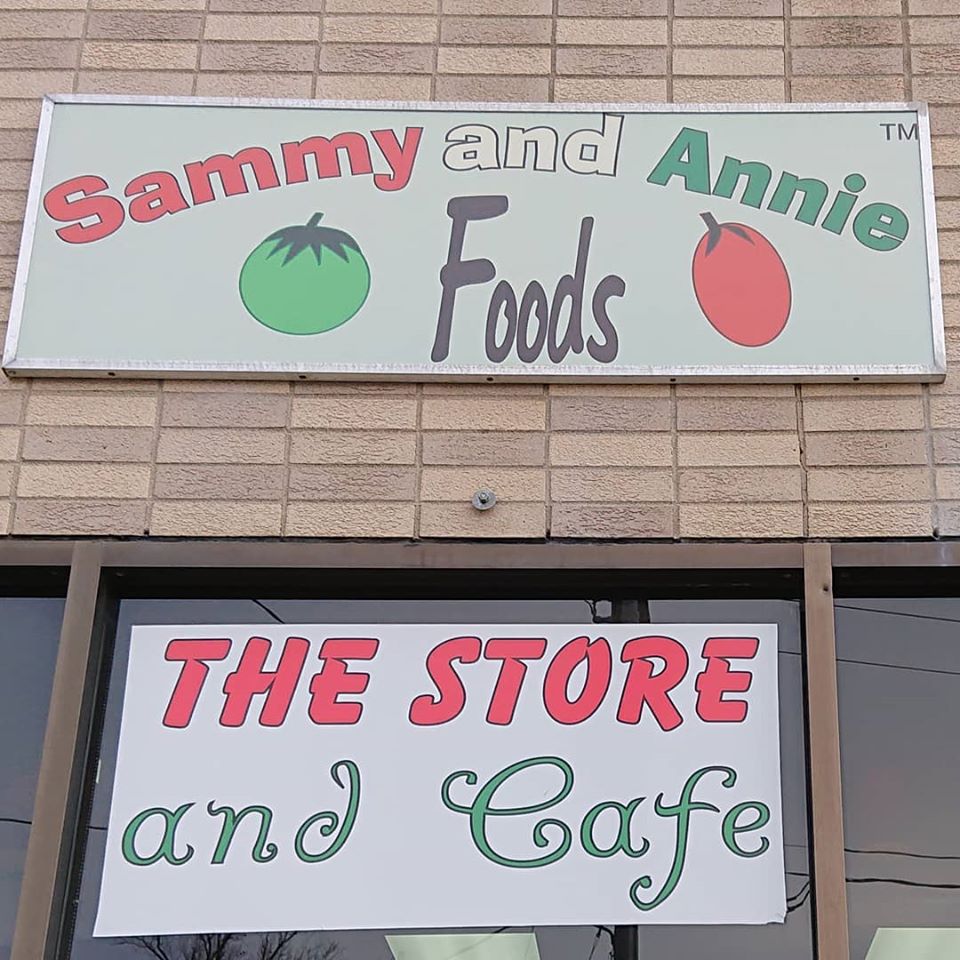 Sammy and Annie TM
Foods
THE STORE
and Cafe